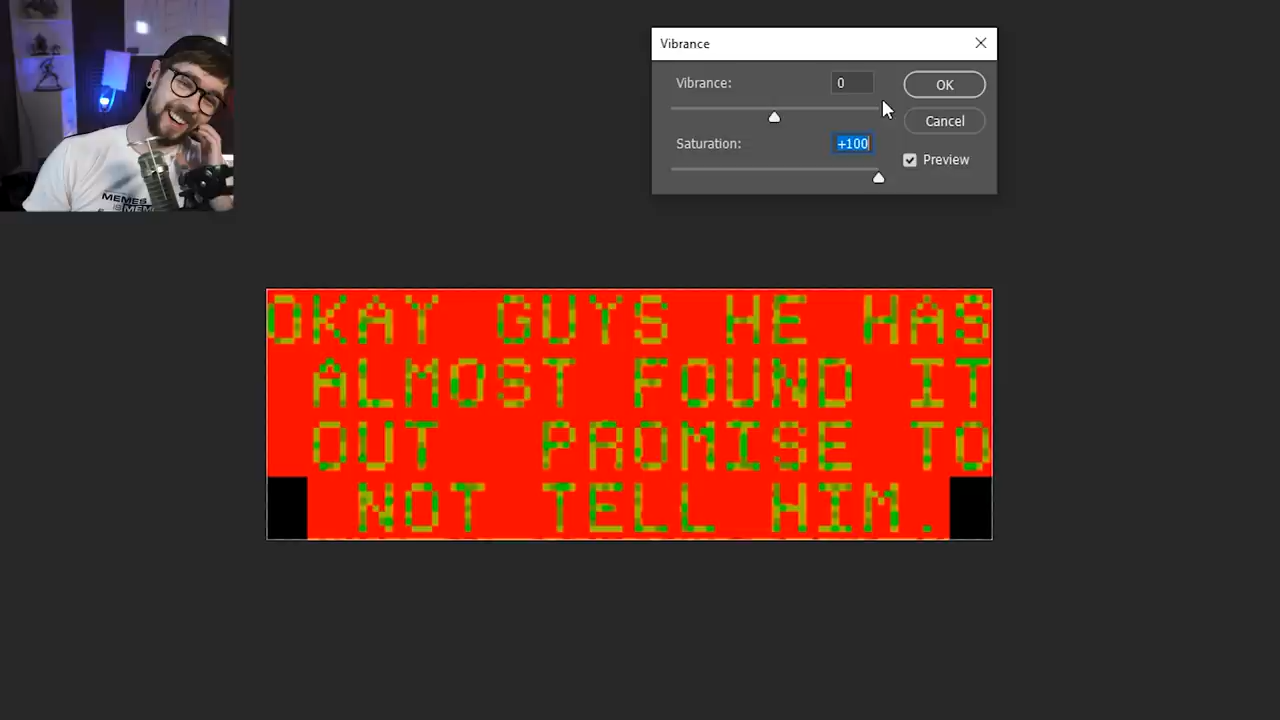 Vibrance
Vibrance: 0
OK
Cancel
Saturation: +100
Preview
MEMES
OKAY GUYS HE HAS
ALMOST FOUND IT
OUT PROMISE TO
NOT TELL HIM.